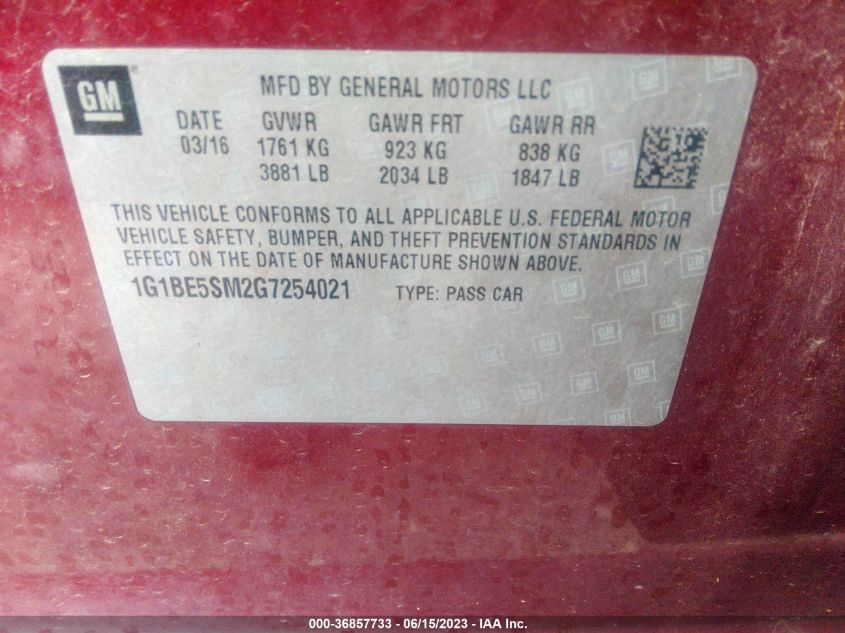 GM
MFD BY GENERAL MOTORS LLC
DATE GVWR GAWR FRT GAWR RR
03/16 1761 KG 923 KG 838 KG
3881 LB 2034 LB 1847 LB
THIS VEHICLE CONFORMS TO ALL APPLICABLE U.S. FEDERAL MOTOR
VEHICLE SAFETY, BUMPER, AND THEFT PREVENTION STANDARDS IN
EFFECT ON THE DATE OF MANUFACTURE SHOWN ABOVE.
1G1BE5SM2G7254021 TYPE: PASS CAR
000-36857733 - 06/15/2023 - IAA Inc.